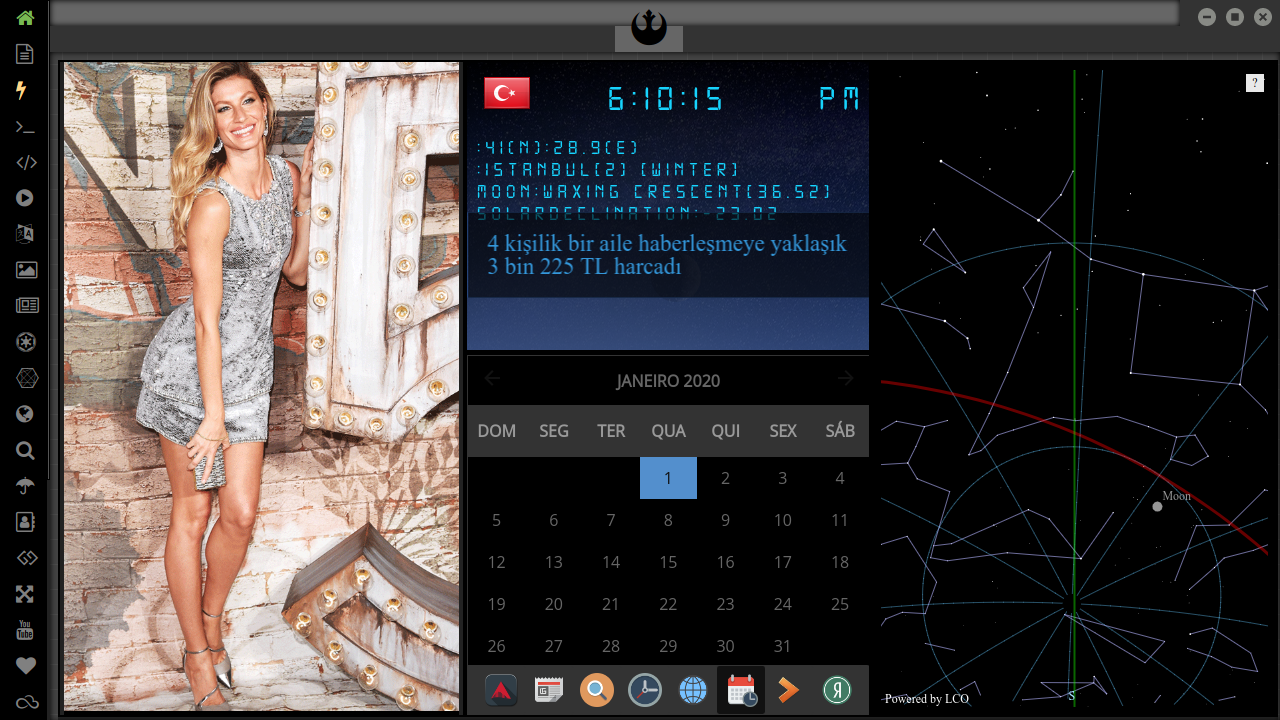 6:10:15 PM
:41(N):28.9(E)
:ISTANBUL(2) [WINTER]
MOON:WAXING CRESCENT(36.52)
SOLARDECLINATION:-23.02
4 kişilik bir aile haberleşmeye yaklaşık
3 bin 225 TL harcadı
JANEIRO 2020
DOM SEG TER QUA QUI SEX SÁB
1 2 3 4
5 6 7 8 9 10 11
12 13 14 15 16 17 18
19 20 21 22 23 24 25
26 27 28 29 30 31
?
Moon
S
Powered by LCO
You
Tube